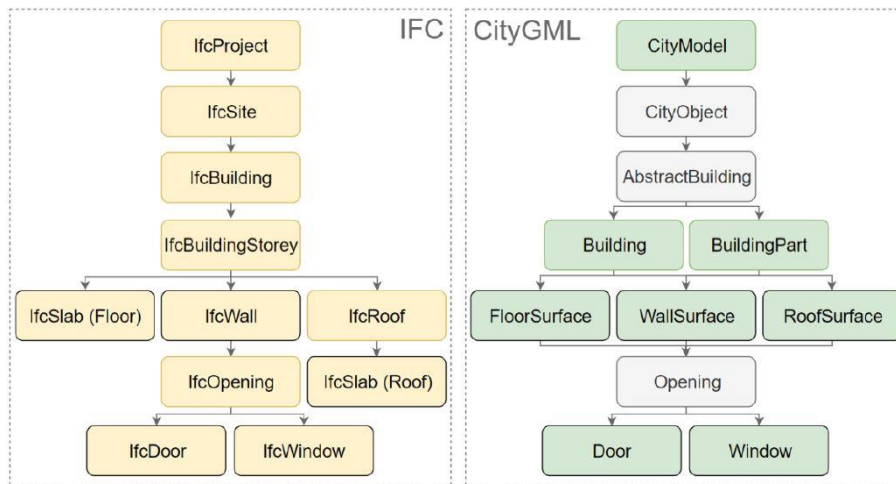 IFC
IfcProject
IfcSite
IfcBuilding
IfcBuildingStorey
IfcSlab (Floor)
IfcWall
IfcRoof
IfcOpening
IfcSlab (Roof)
IfcDoor
IfcWindow
CityGML
CityModel
CityObject
AbstractBuilding
Building
BuildingPart
FloorSurface
WallSurface
RoofSurface
Opening
Door
Window